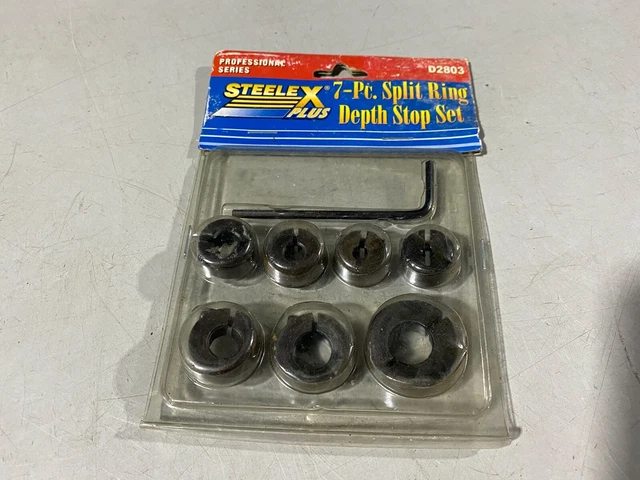 PROFESSIONAL
SERIES
D2803
STEELEX
PLUS
7-Pc. Split Ring
Depth Stop Set